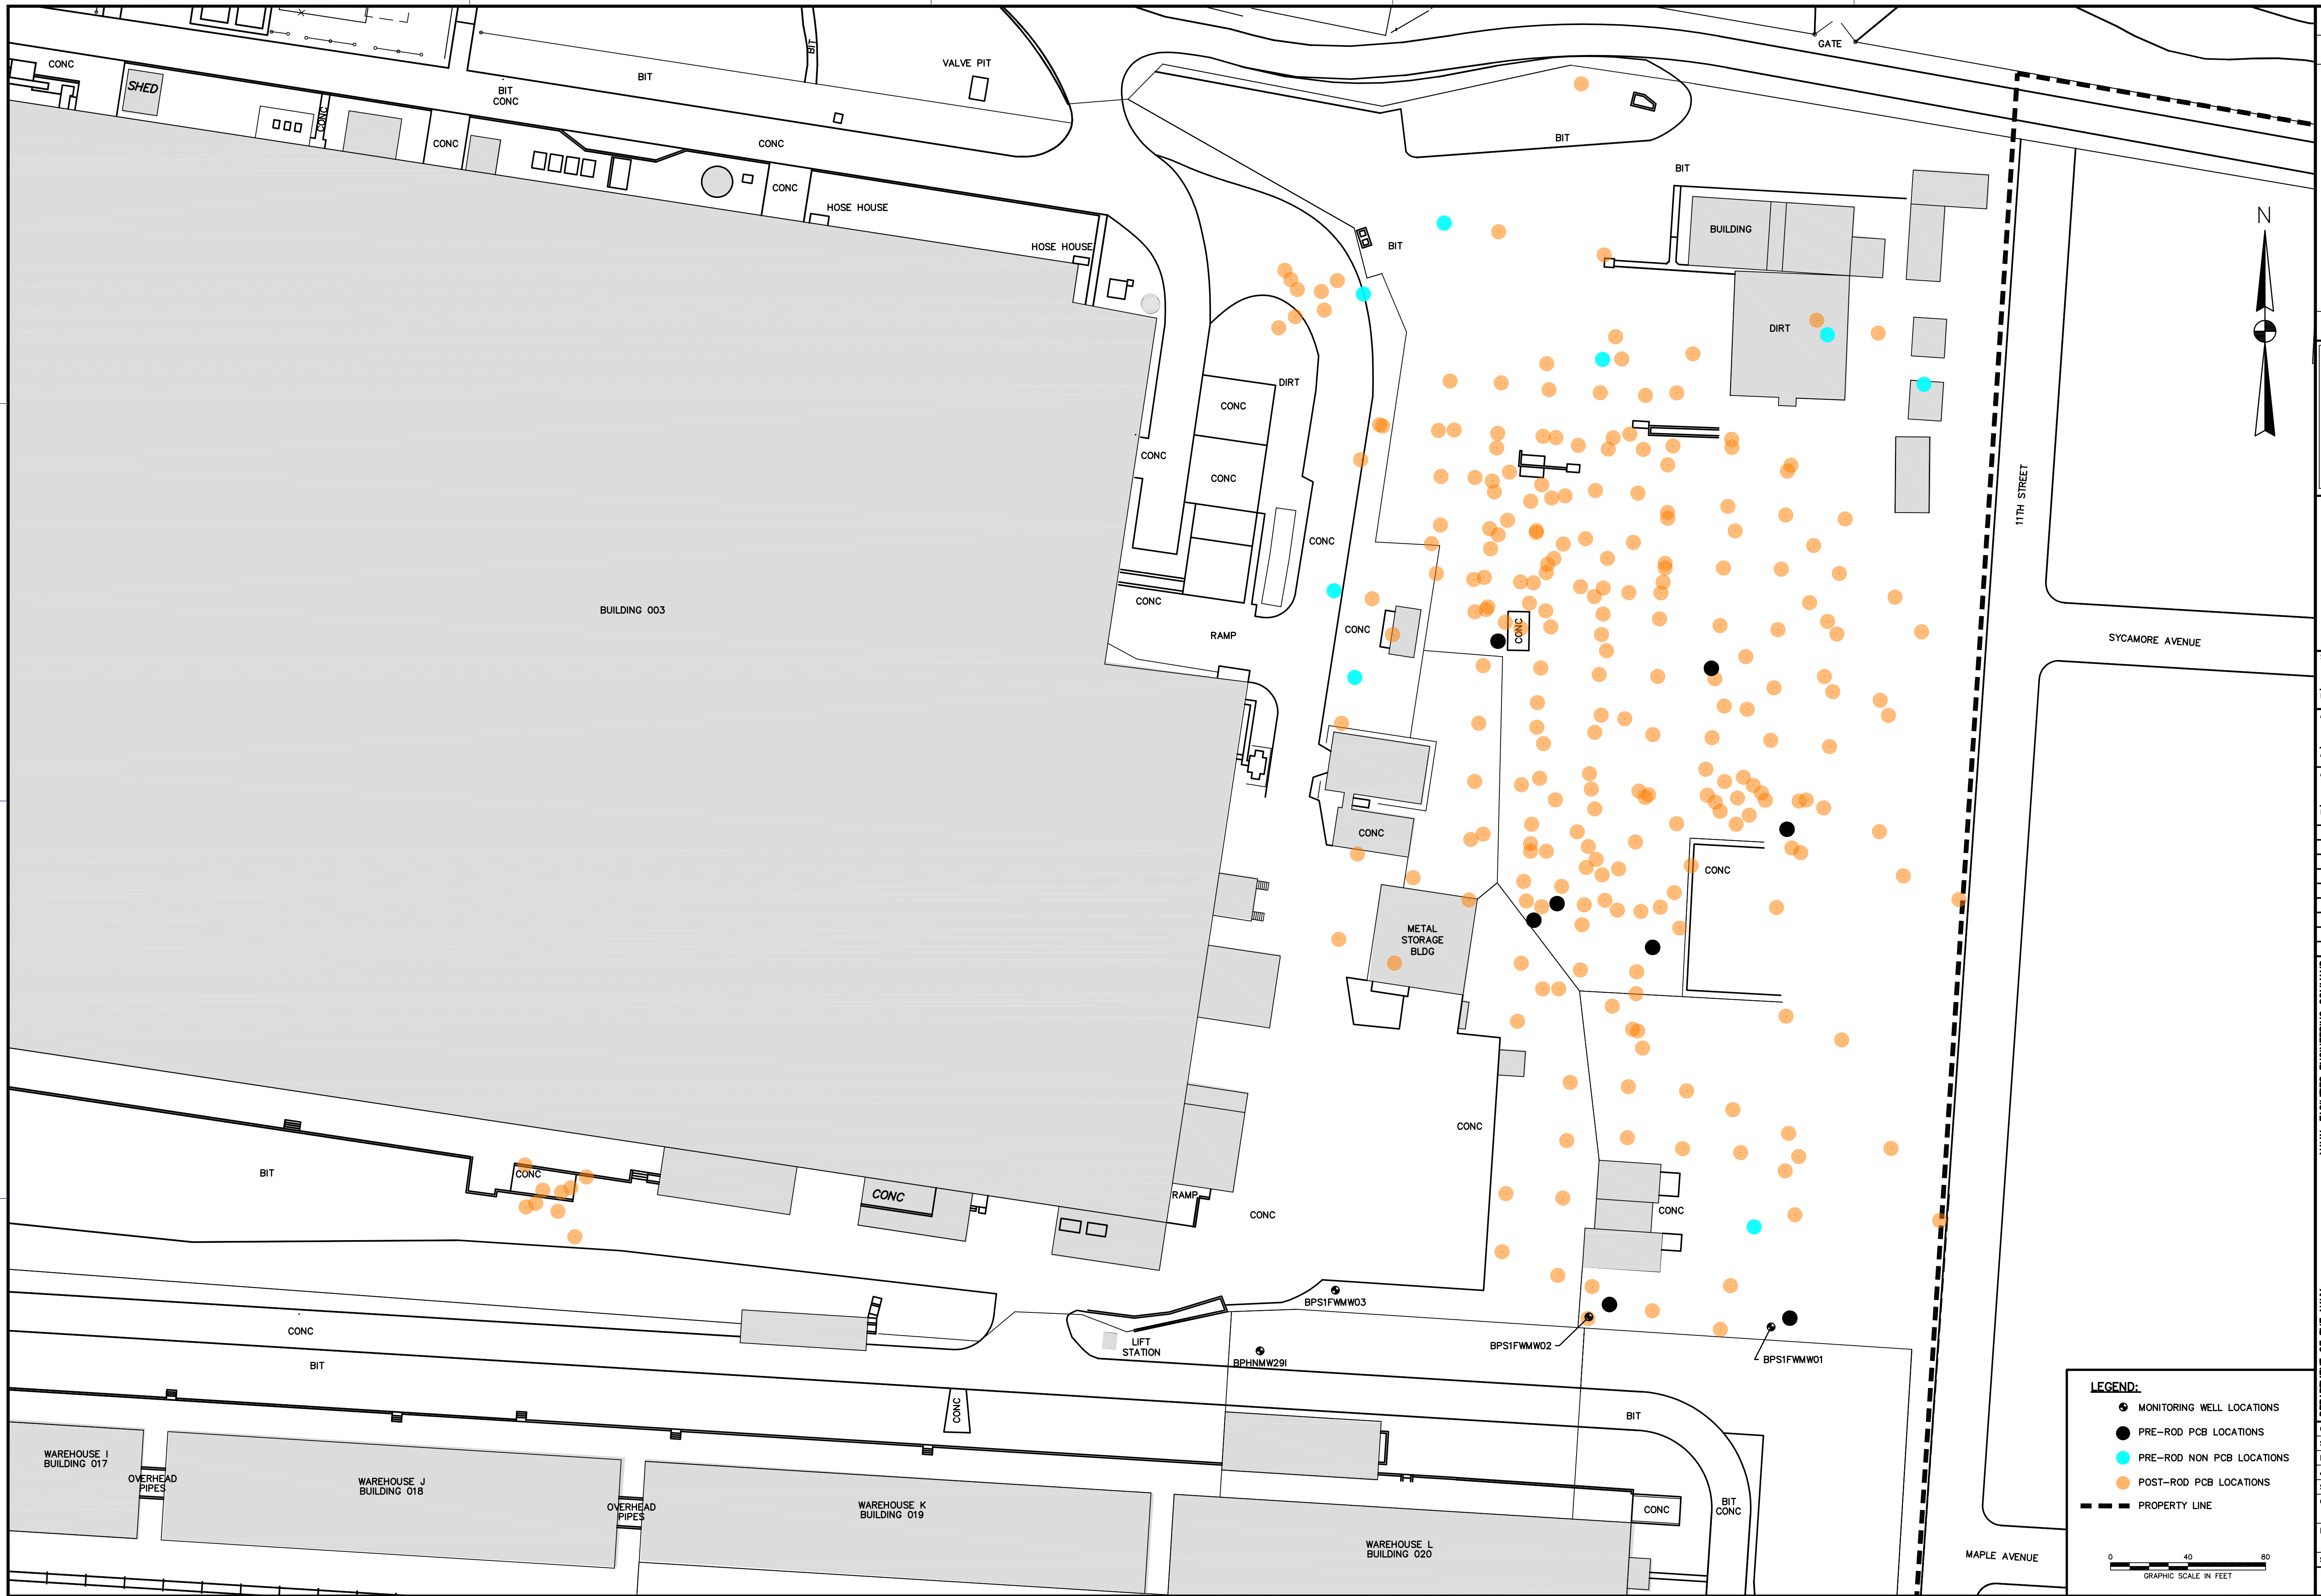 GATE
CONC
SHED
BIT
BIT
CONC
BIT
VALVE PIT
CONC
CONC
CONC
CONC
HOSE HOUSE
HOSE HOUSE
BIT
BIT
BIT
BUILDING
N
DIRT
DIRT
CONC
CONC
CONC
CONC
CONC
RAMP
CONC
CONC
11TH STREET
SYCAMORE AVENUE
BUILDING 003
CONC
CONC
METAL
STORAGE
BLDG
CONC
BIT
CONC
CONC
RAMP
CONC
CONC
BPS1FWMW03
BPS1FWMW02
BPS1FWMW01
BPHNMW29I
LIFT
STATION
CONC
BIT
CONC
BIT
WAREHOUSE I
BUILDING 017
OVERHEAD
PIPES
WAREHOUSE J
BUILDING 018
OVERHEAD
PIPES
WAREHOUSE K
BUILDING 019
WAREHOUSE L
BUILDING 020
CONC
BIT
CONC
MAPLE AVENUE
LEGEND:
MONITORING WELL LOCATIONS
PRE-ROD PCB LOCATIONS
PRE-ROD NON PCB LOCATIONS
POST-ROD PCB LOCATIONS
PROPERTY LINE
0 40 80
GRAPHIC SCALE IN FEET